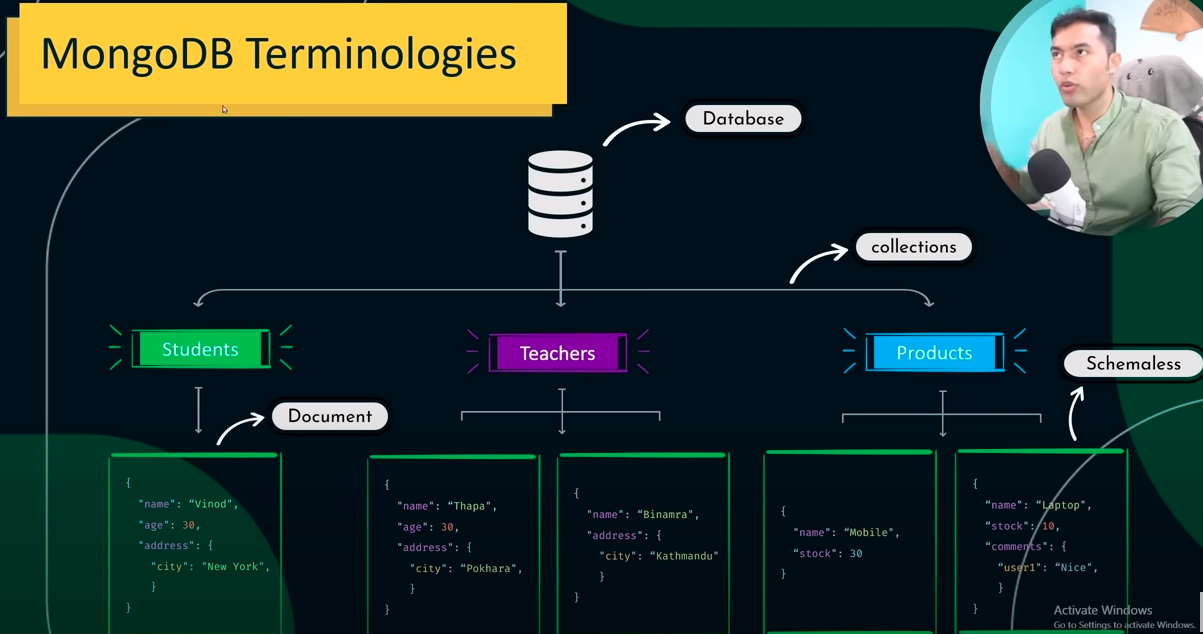 MongoDB Terminologies
Database
collections
Students
Teachers
Products
Schemaless
Document
{
"name": “Vinod”,
"age": 30,
"address": {
"city": “New York”,
}
}
{
"name": “Thapa”,
"age": 30,
"address": {
"city": “Pokhara”,
}
}
{
"name": “Binamra”,
"address": {
"city": “Kathmandu"
}
}
{
"name": “Mobile”,
“stock": 30
}
{
“name": “Laptop”,
“stock": 10,
“comments": {
“user1": “Nice”,
}
}
Activate Windows
Go to Settings to activate Windows.